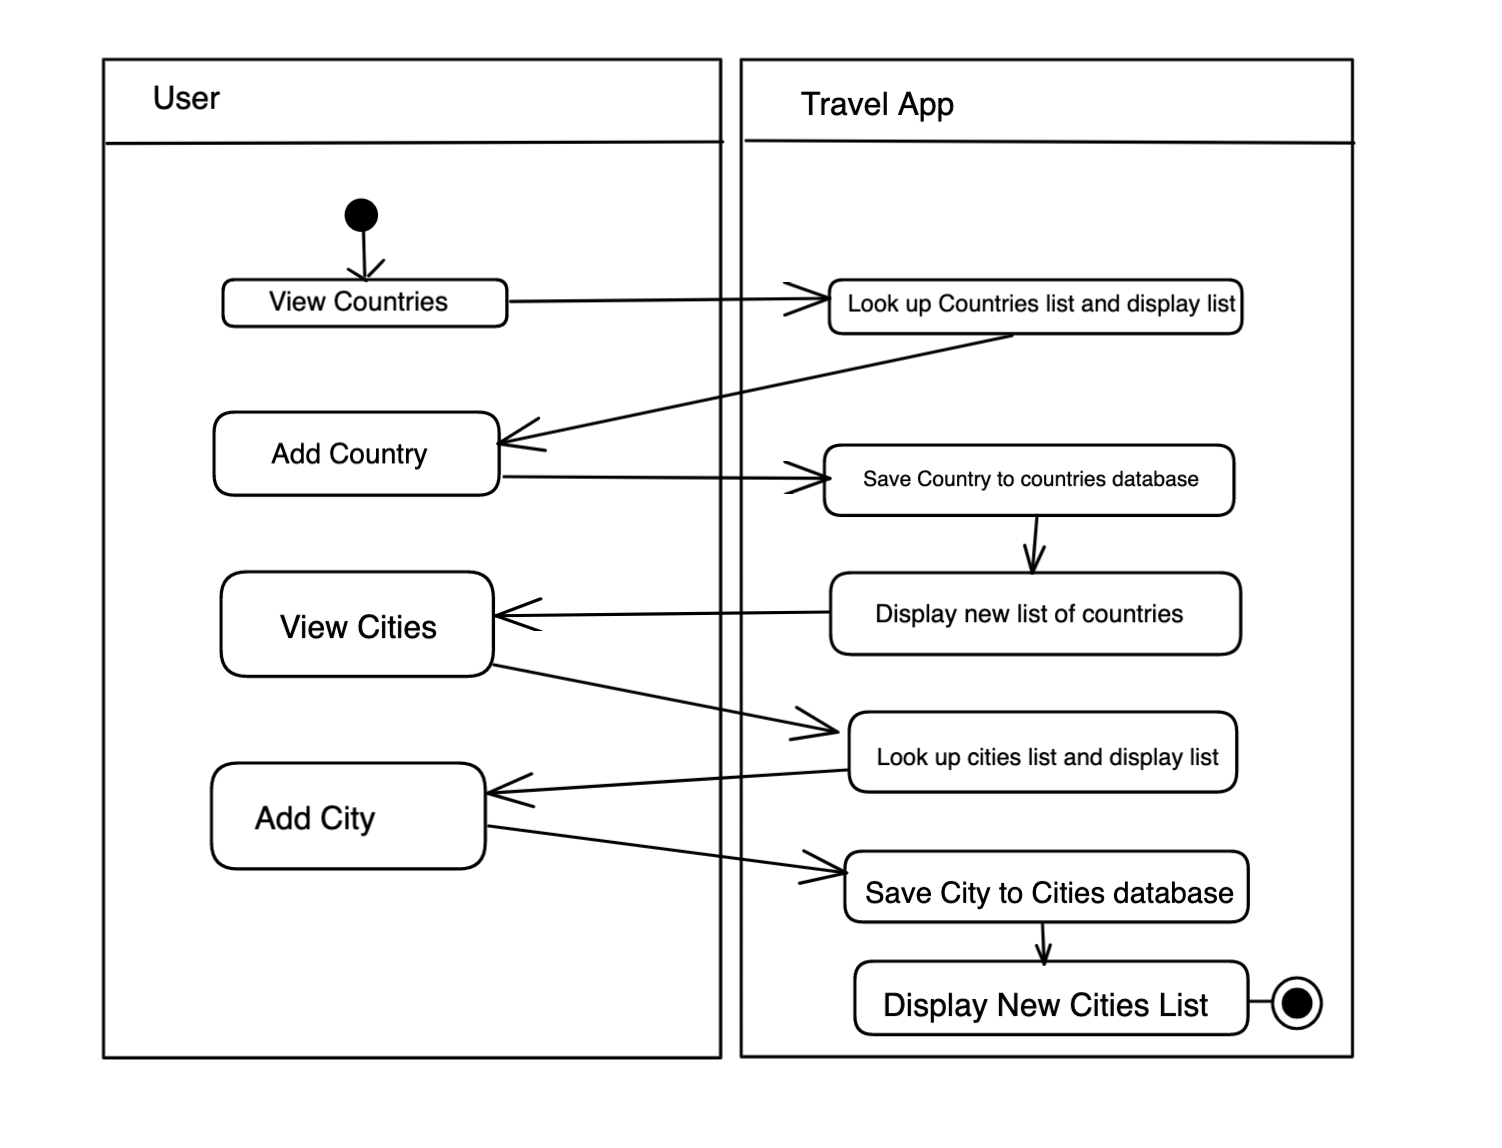 User
Travel App
View Countries
Look up Countries list and display list
Add Country
Save Country to countries database
View Cities
Display new list of countries
Look up cities list and display list
Add City
Save City to Cities database
Display New Cities List